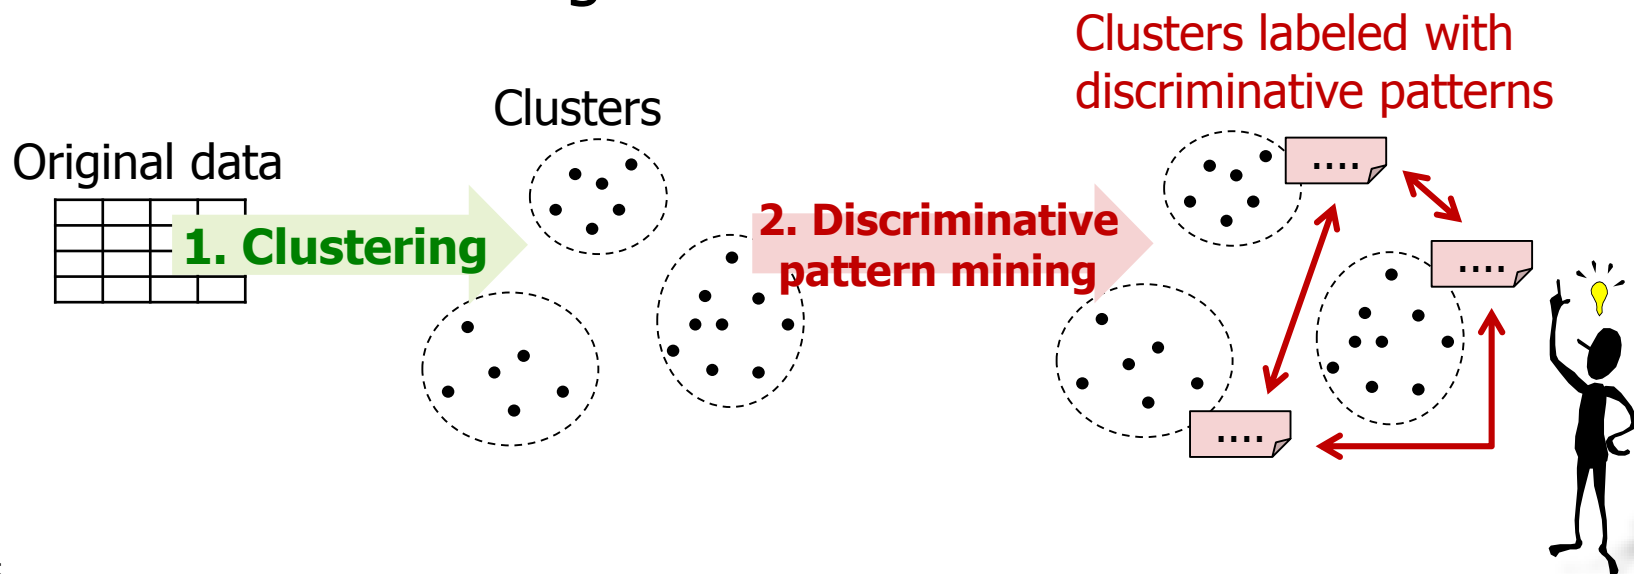 Clusters labeled with
discriminative patterns
Clusters
Original data
1. Clustering
2. Discriminative
pattern mining
....
....
....